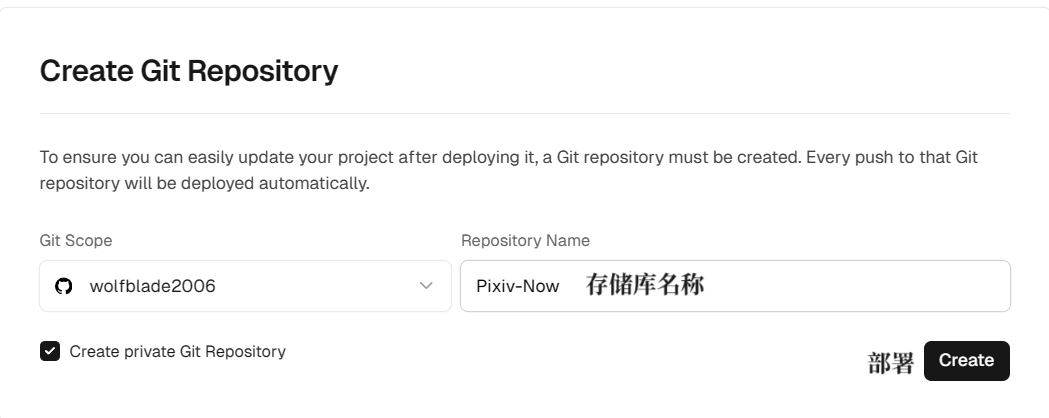 Create Git Repository
To ensure you can easily update your project after deploying it, a Git repository must be created. Every push to that Git
repository will be deployed automatically.
Git Scope
Repository Name
wolfblade2006
Pixiv-Now 存储库名称
Create private Git Repository
部署 Create